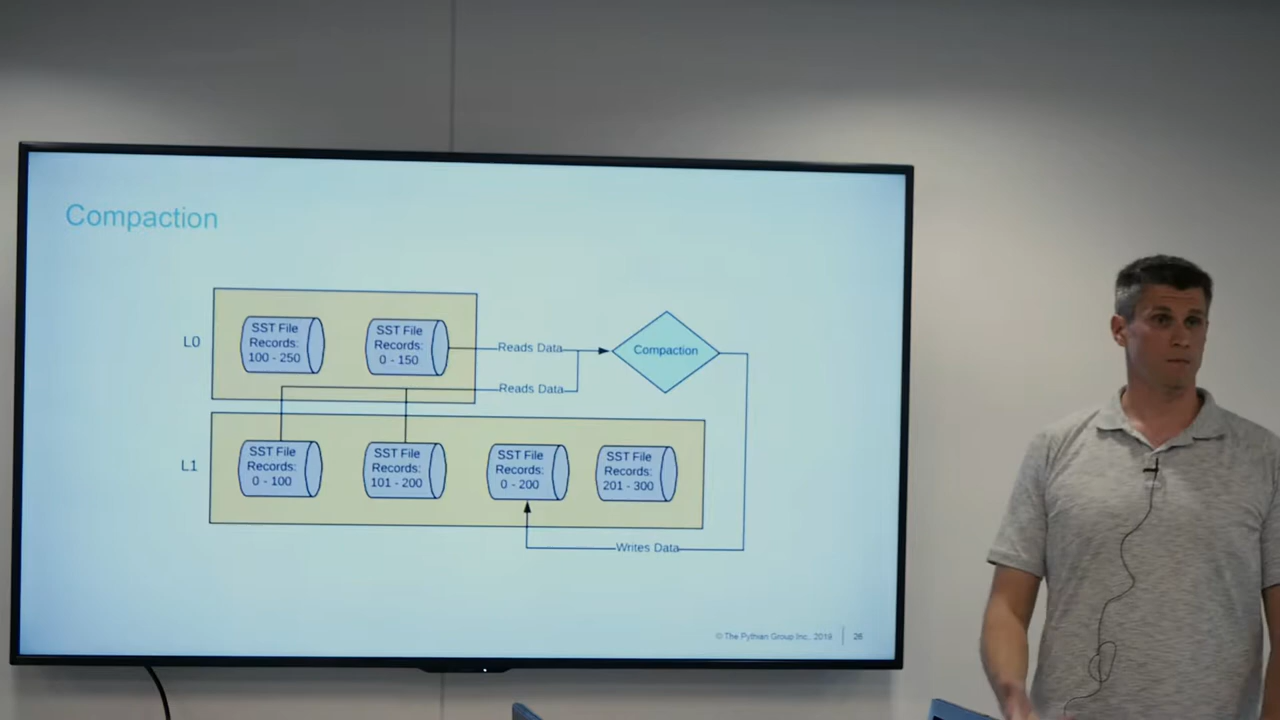 Compaction
L0
SST File
Records:
100 - 250
SST File
Records:
0 - 150
Reads Data
Reads Data
Compaction
L1
SST File
Records:
0 - 100
SST File
Records:
101 - 200
SST File
Records:
0 - 200
SST File
Records:
201 - 300
Writes Data
© The Pythian Group Inc., 2019
26